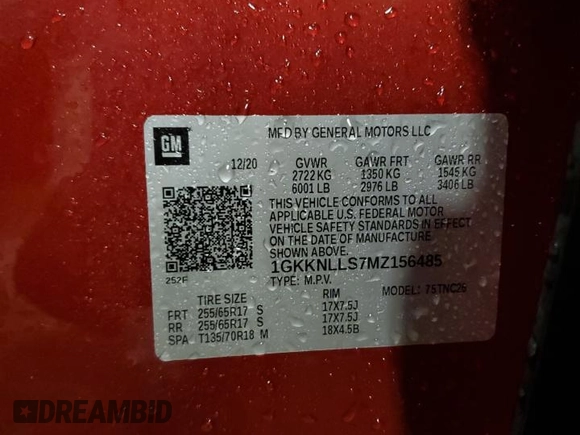 MFD BY GENERAL MOTORS LLC
GM
12/20 GVWR GAWR FRT GAWR RR
2722 KG 1350 KG 1545 KG
6001 LB 2976 LB 3406 LB
THIS VEHICLE CONFORMS TO ALL
APPLICABLE U.S. FEDERAL MOTOR
VEHICLE SAFETY STANDARDS IN EFFECT
ON THE DATE OF MANUFACTURE SHOWN ABOVE.
1GKKNLLS7MZ156485
252F TYPE: M.P.V. MODEL: 7STNC26
TIRE SIZE RIM
FRT 255/65R17 S 17X7.5J
RR 255/65R17 S 17X7.5J
SPA T135/70R18 M 18X4.5B
DREAMBID